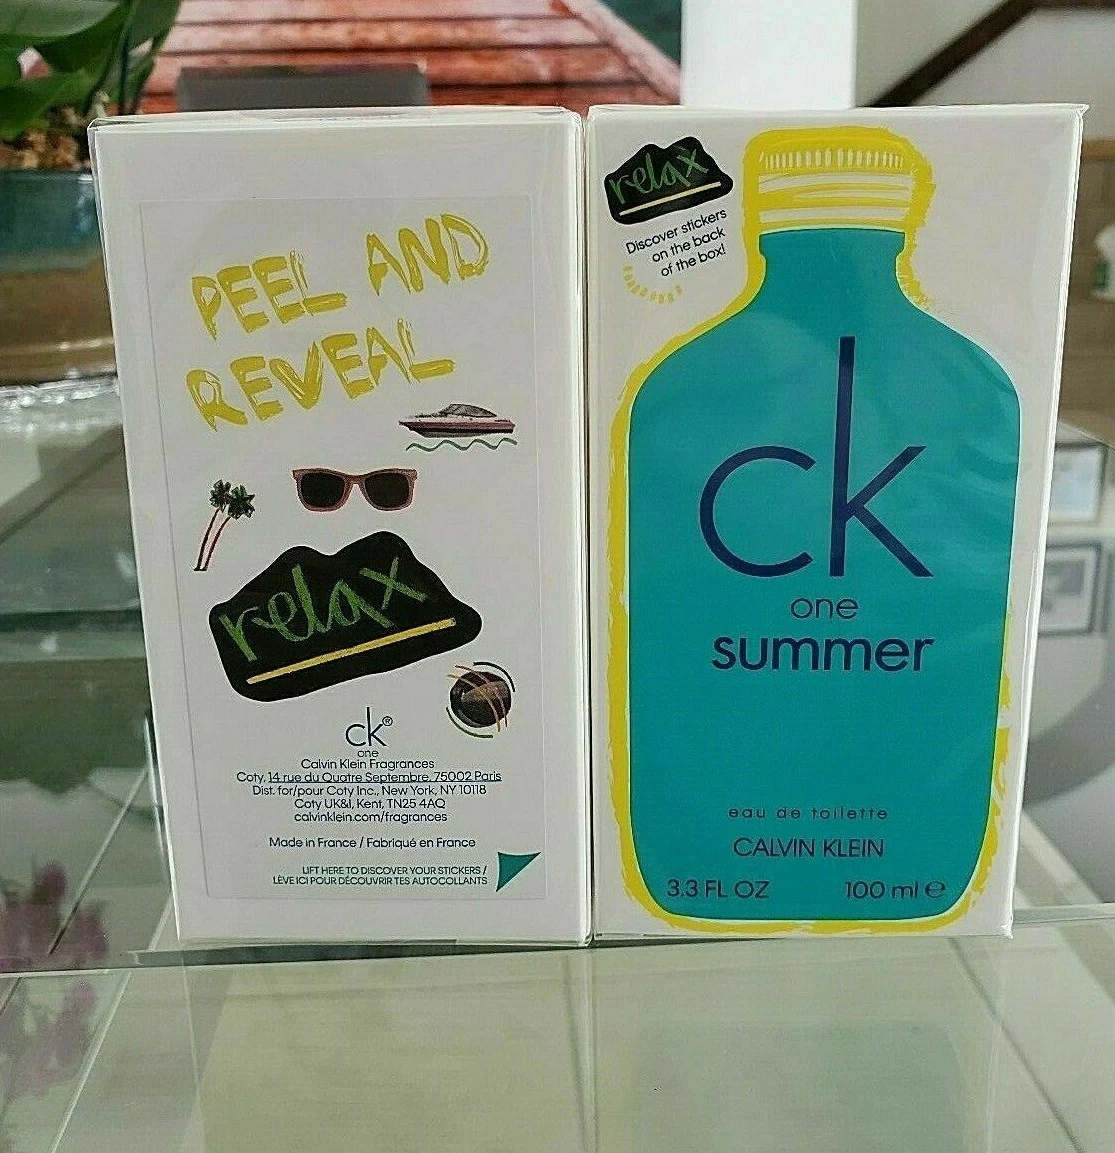 PEEL AND
REVEAL
relax
ck®
one
Calvin Klein Fragrances
Coty, 14 rue du Quatre Septembre, 75002 Paris
Dist. for/pour Coty Inc., New York, NY 10118
Coty UK&I, Kent, TN25 4AQ
calvinklein.com/fragrances
Made in France / Fabriqué en France
LIFT HERE TO DISCOVER YOUR STICKERS /
LÈVE ICI POUR DÉCOUVRIR TES AUTOCOLLANTS
relax
Discover stickers
on the back
of the box!
ck
one
summer
eau de toilette
CALVIN KLEIN
3.3 FL OZ 100 ml ℮